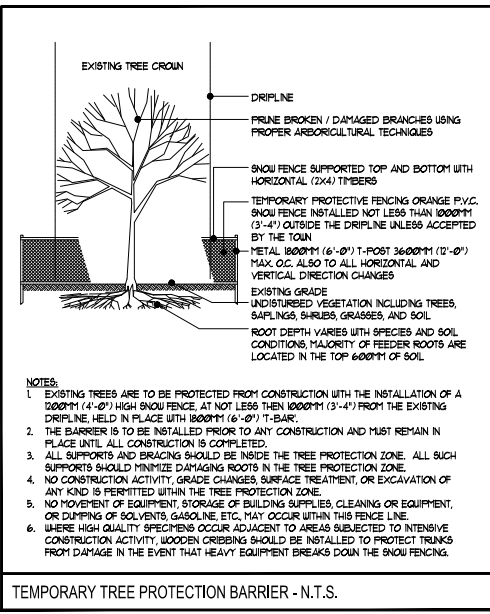 EXISTING TREE CROWN
DRIPLINE
PRUNE BROKEN / DAMAGED BRANCHES USING
PROPER ARBORICULTURAL TECHNIQUES
SNOW FENCE SUPPORTED TOP AND BOTTOM WITH
HORIZONTAL (2X4) TIMBERS
TEMPORARY PROTECTIVE FENCING ORANGE P.V.C.
SNOW FENCE INSTALLED NOT LESS THAN 1000MM
(3'-4") OUTSIDE THE DRIPLINE UNLESS ACCEPTED
BY THE TOWN
METAL 1800MM (6'-0") T-POST 3600MM (12'-0")
MAX. O.C. ALSO TO ALL HORIZONTAL AND
VERTICAL DIRECTION CHANGES
EXISTING GRADE
UNDISTURBED VEGETATION INCLUDING TREES,
SAPLINGS, SHRUBS, GRASSES, AND SOIL
ROOT DEPTH VARIES WITH SPECIES AND SOIL
CONDITIONS, MAJORITY OF FEEDER ROOTS ARE
LOCATED IN THE TOP 600MM OF SOIL
NOTES:
1. EXISTING TREES ARE TO BE PROTECTED FROM CONSTRUCTION WITH THE INSTALLATION OF A
1200MM (4'-0") HIGH SNOW FENCE, AT NOT LESS THEN 1000MM (3'-4") FROM THE EXISTING
DRIPLINE, HELD IN PLACE WITH 1800MM (6'-0") 'T-BAR'.
2. THE BARRIER IS TO BE INSTALLED PRIOR TO ANY CONSTRUCTION AND MUST REMAIN IN
PLACE UNTIL ALL CONSTRUCTION IS COMPLETED.
3. ALL SUPPORTS AND BRACING SHOULD BE INSIDE THE TREE PROTECTION ZONE. ALL SUCH
SUPPORTS SHOULD MINIMIZE DAMAGING ROOTS IN THE TREE PROTECTION ZONE.
4. NO CONSTRUCTION ACTIVITY, GRADE CHANGES, SURFACE TREATMENT, OR EXCAVATION OF
ANY KIND IS PERMITTED WITHIN THE TREE PROTECTION ZONE.
5. NO MOVEMENT OF EQUIPMENT, STORAGE OF BUILDING SUPPLIES, CLEANING OR EQUIPMENT,
OR DUMPING OF SOLVENTS, GASOLINE, ETC., MAY OCCUR WITHIN THIS FENCE LINE.
6. WHERE HIGH QUALITY SPECIMENS OCCUR ADJACENT TO AREAS SUBJECTED TO INTENSIVE
CONSTRUCTION ACTIVITY, WOODEN CRIBBING SHOULD BE INSTALLED TO PROTECT TRUNKS
FROM DAMAGE IN THE EVENT THAT HEAVY EQUIPMENT BREAKS DOWN THE SNOW FENCING.
TEMPORARY TREE PROTECTION BARRIER - N.T.S.